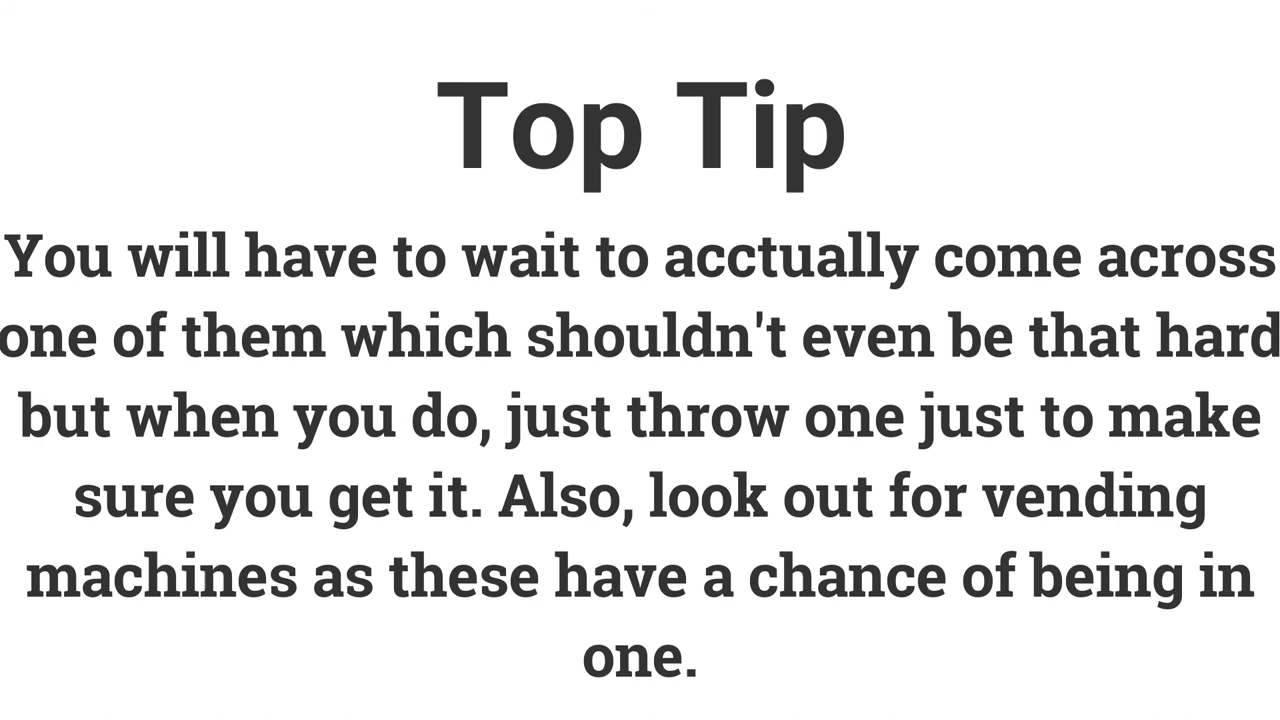 Top Tip
You will have to wait to acctually come across
one of them which shouldn't even be that hard
but when you do, just throw one just to make
sure you get it. Also, look out for vending
machines as these have a chance of being in
one.